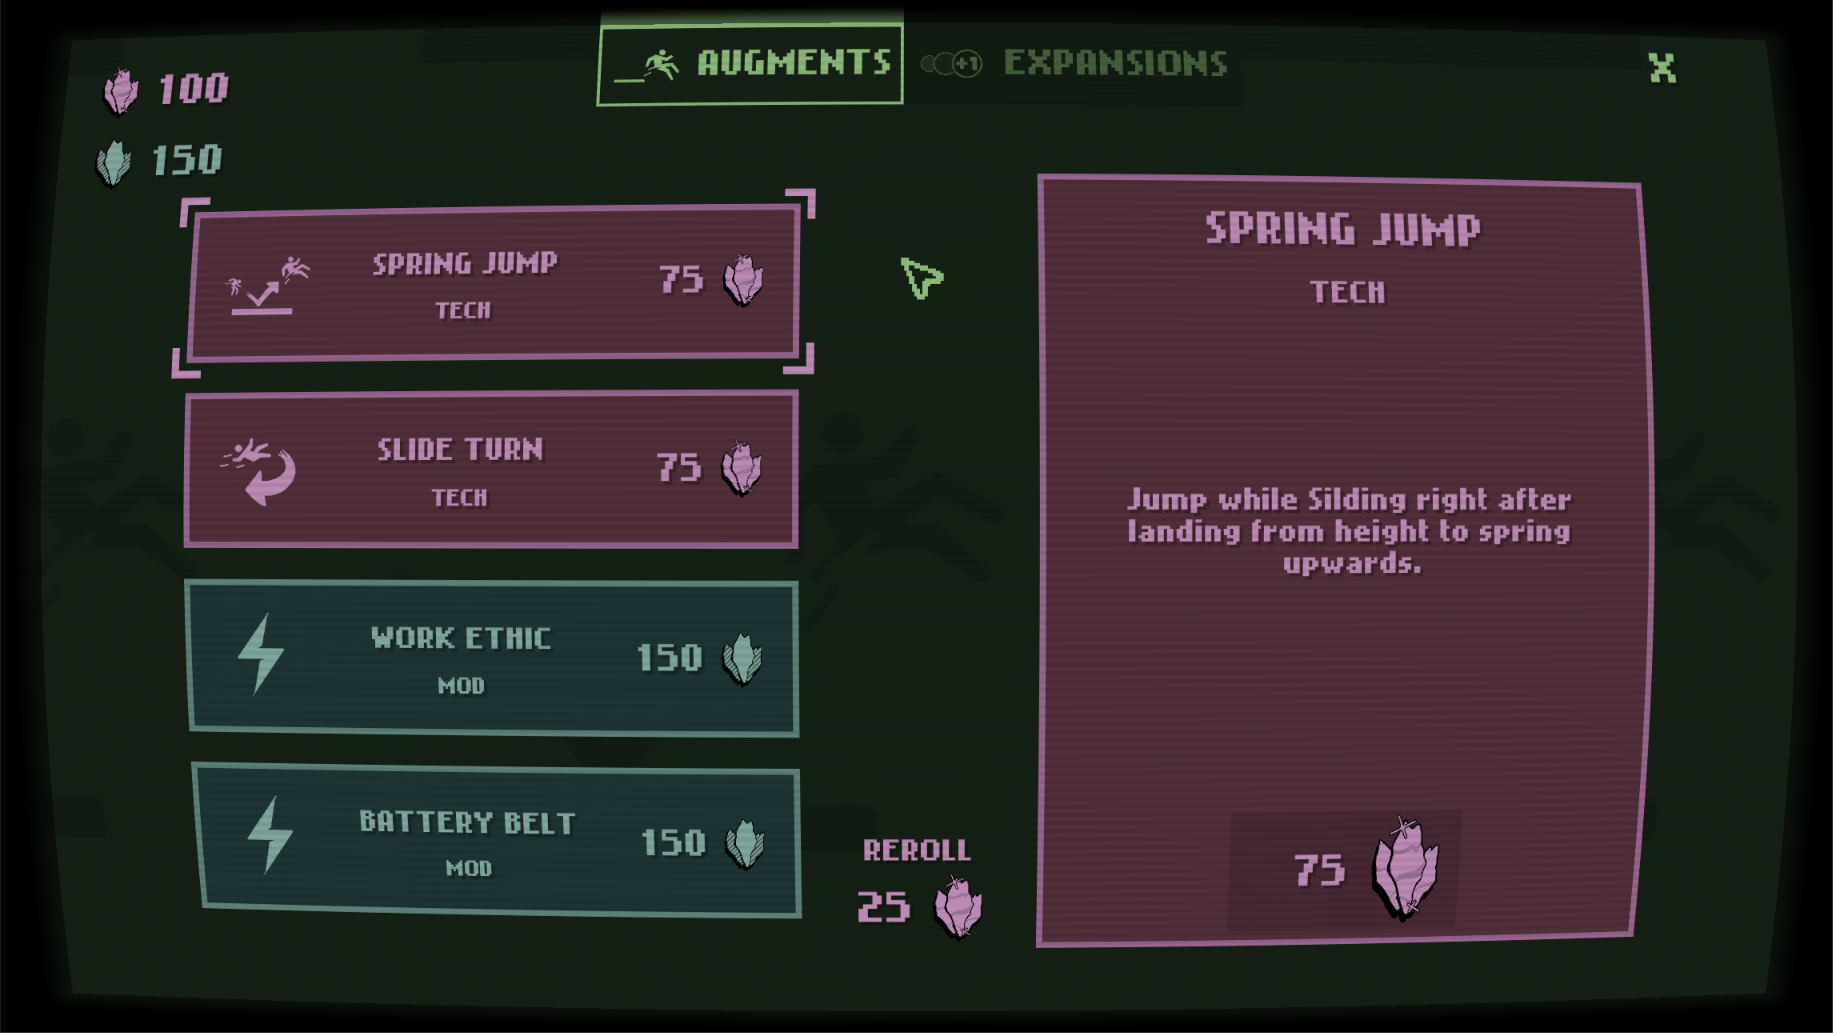 AUGMENTS
+1 EXPANSIONS
X
100
150
SPRING JUMP
TECH
75
SLIDE TURN
TECH
75
WORK ETHIC
MOD
150
BATTERY BELT
MOD
150
REROLL
25
SPRING JUMP
TECH
Jump while Silding right after
landing from height to spring
upwards.
75